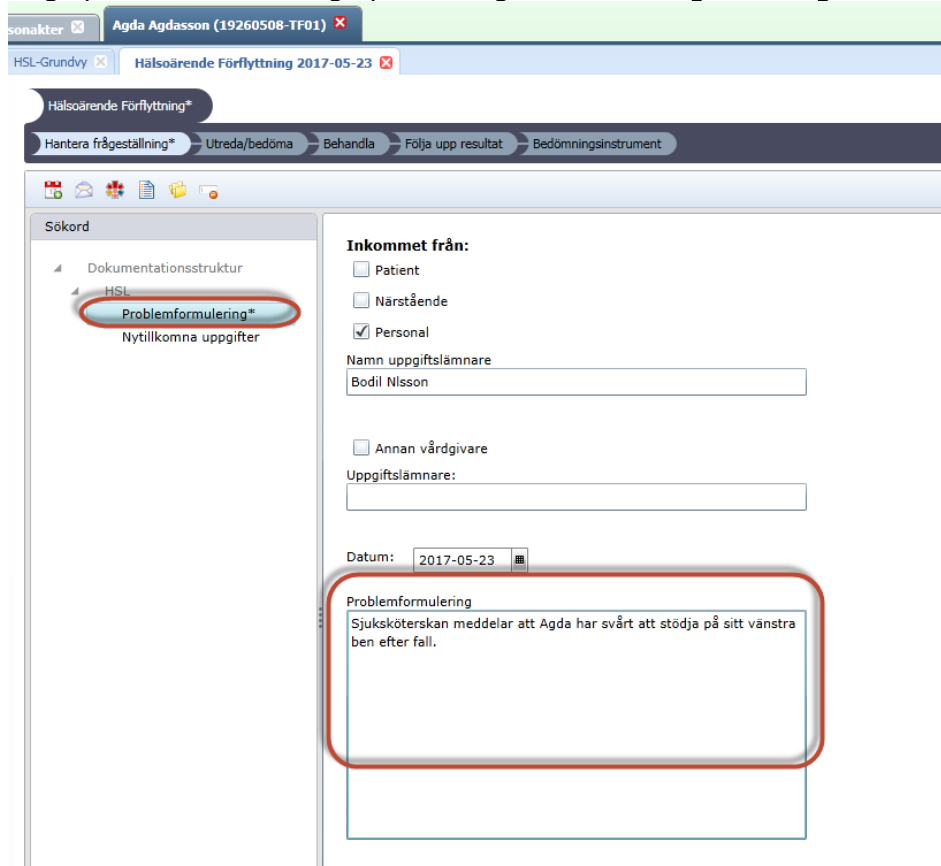 sonakter
Agda Agdasson (19260508-TF01)
HSL-Grundvy
Hälsoärende Förflyttning 2017-05-23
Hälsoärende Förflyttning*
Hantera frågeställning* Utreda/bedöma Behandla Följa upp resultat Bedömningsinstrument
Sökord
Dokumentationsstruktur
HSL
Problemformulering*
Nytillkomna uppgifter
Inkommet från:
Patient
Närstående
Personal
Namn uppgiftslämnare
Bodil Nlsson
Annan vårdgivare
Uppgiftslämnare:
Datum: 2017-05-23
Problemformulering
Sjuksköterskan meddelar att Agda har svårt att stödja på sitt vänstra
ben efter fall.